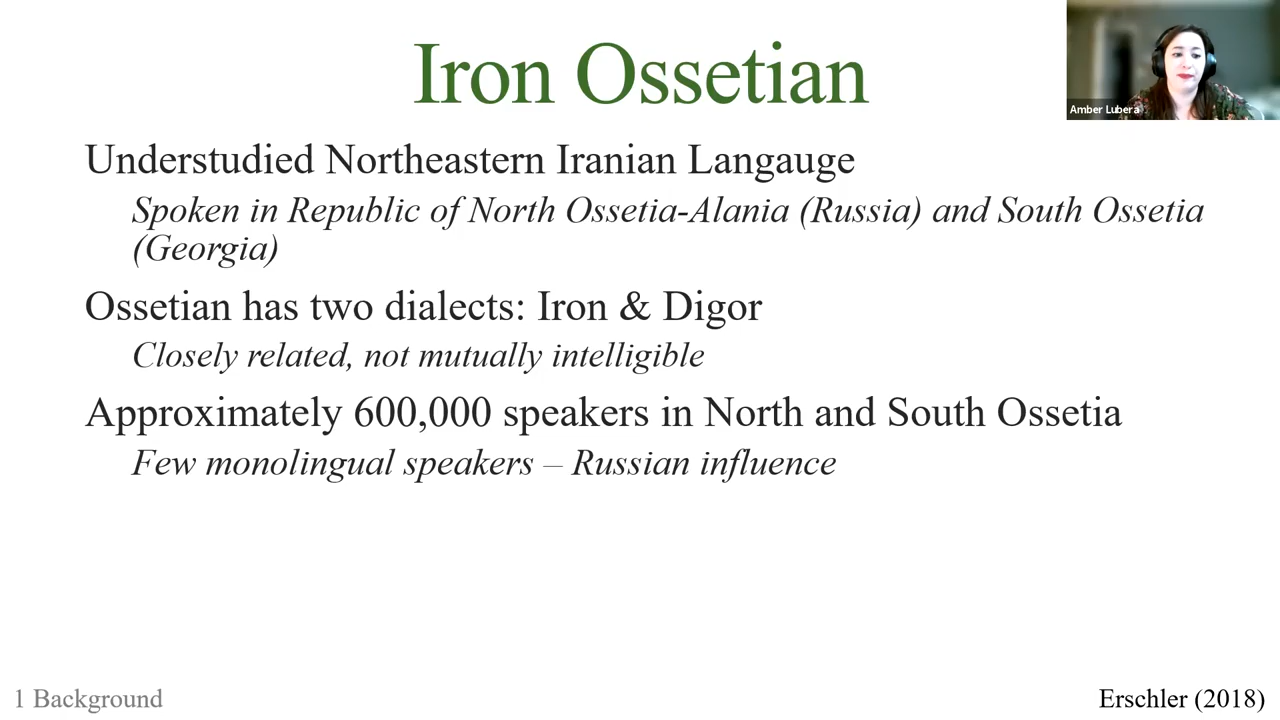 Iron Ossetian
Amber Lubera
Understudied Northeastern Iranian Langauge
Spoken in Republic of North Ossetia-Alania (Russia) and South Ossetia
(Georgia)
Ossetian has two dialects: Iron & Digor
Closely related, not mutually intelligible
Approximately 600,000 speakers in North and South Ossetia
Few monolingual speakers – Russian influence
1 Background
Erschler (2018)